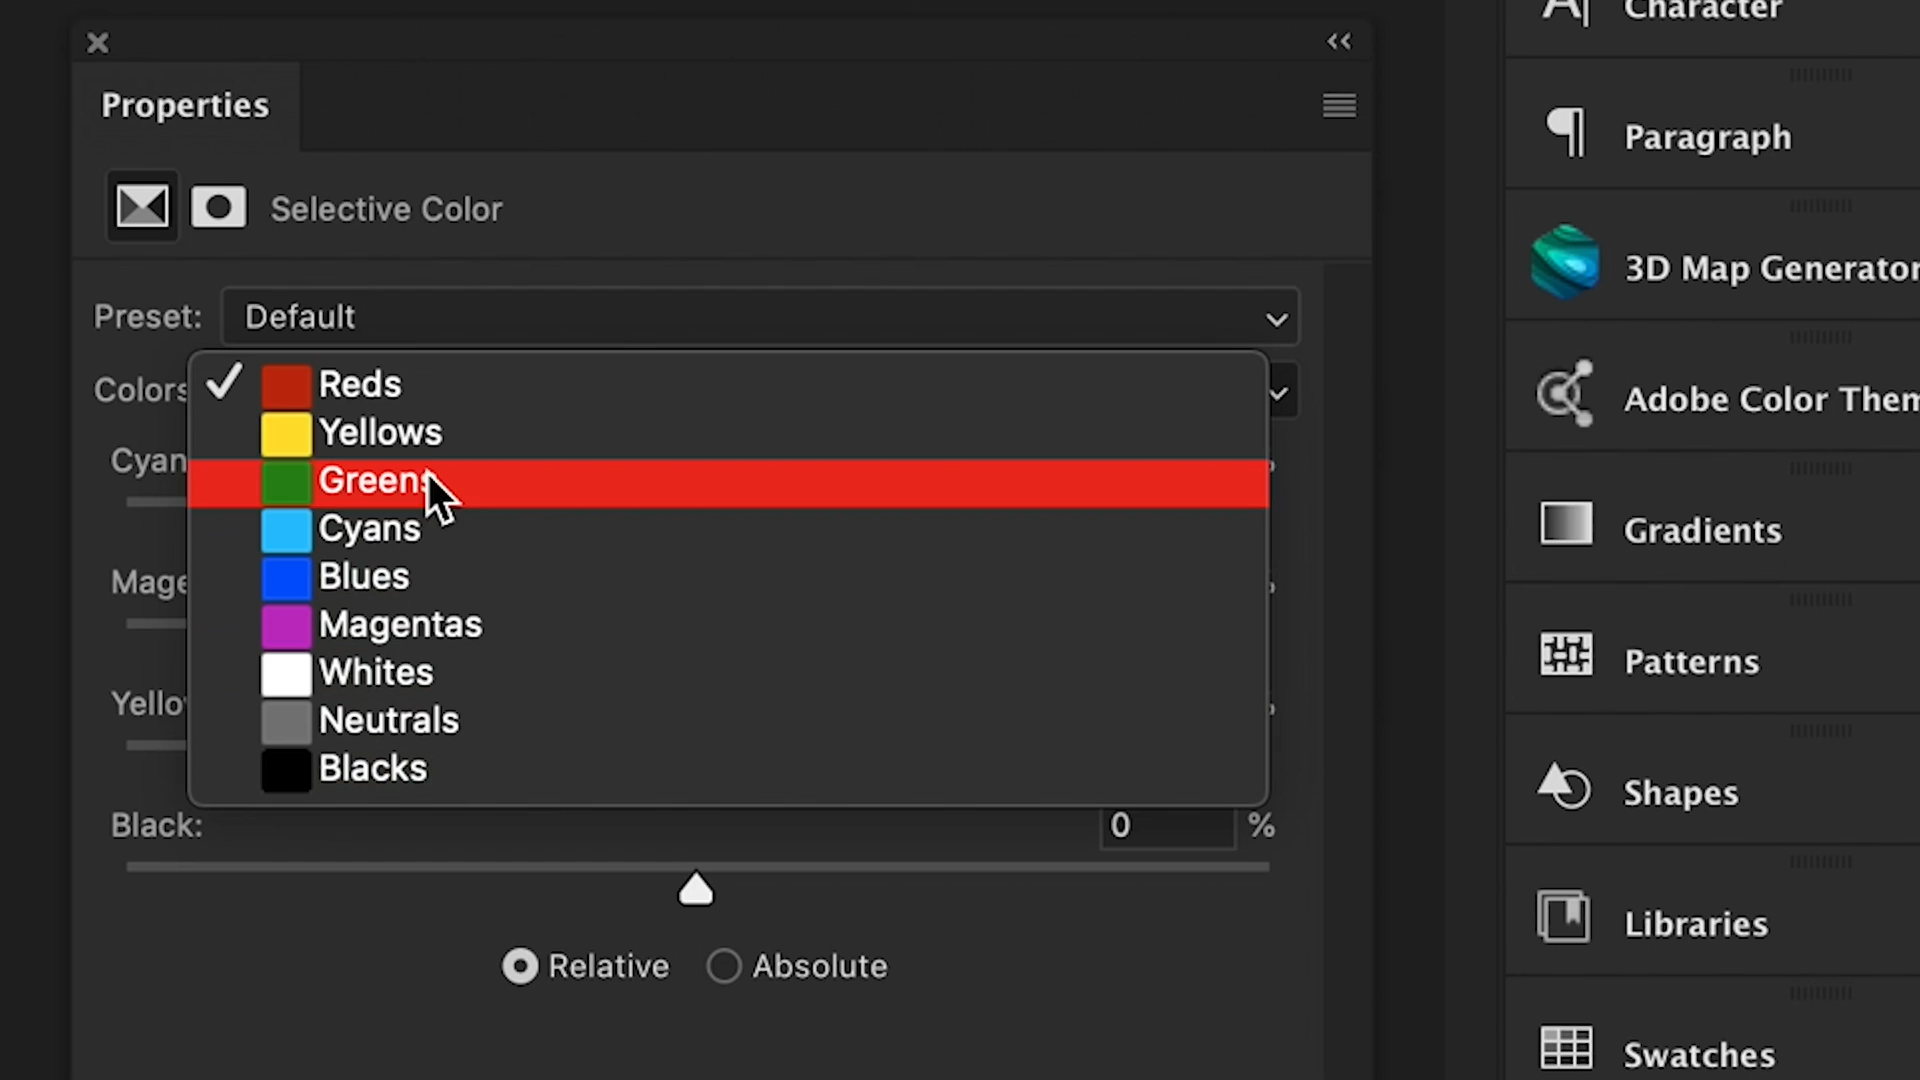 Properties
Selective Color
Preset: Default
Colors
Reds
Yellows
Greens
Cyans
Blues
Magentas
Whites
Neutrals
Blacks
Cyan
Mage
Yello
Black: 0 %
Relative Absolute
Character
Paragraph
3D Map Generator
Adobe Color Them
Gradients
Patterns
Shapes
Libraries
Swatches